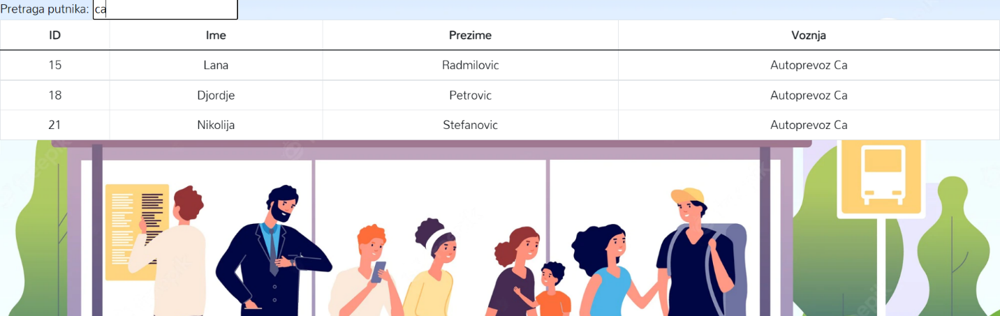 Pretraga putnika: ca
ID Ime Prezime Voznja
15 Lana Radmilovic Autoprevoz Ca
18 Djordje Petrovic Autoprevoz Ca
21 Nikolija Stefanovic Autoprevoz Ca